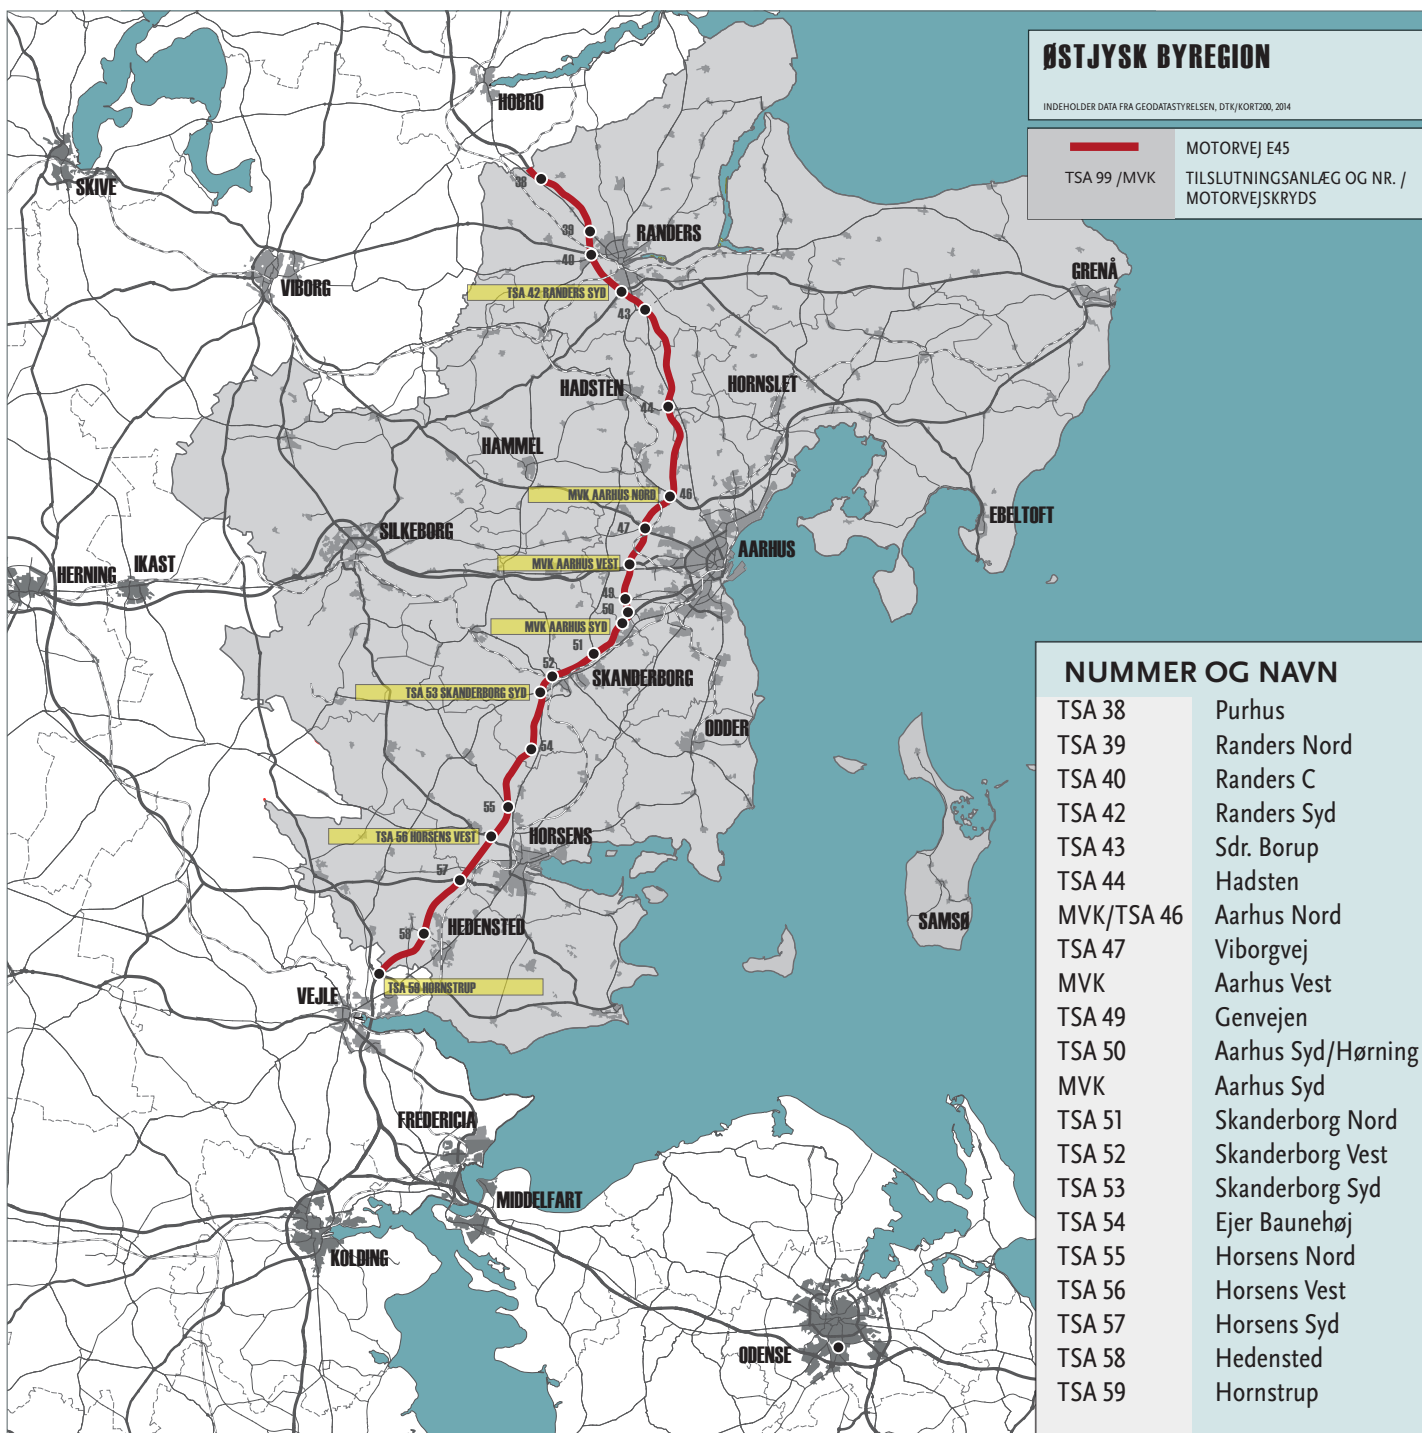 ØSTJYSK BYREGION
INDEHOLDER DATA FRA GEODATASTYRELSEN, DTK/KORT200, 2014
MOTORVEJ E45
TSA 99 /MVK
TILSLUTNINGSANLÆG OG NR. /
MOTORVEJSKRYDS
HOBRO
SKIVE
38
39
RANDERS
40
VIBORG
GRENÅ
TSA 42 RANDERS SYD
43
HADSTEN
HORNSLET
44
HAMMEL
MVK AARHUS NORD
46
EBELTOFT
47
SILKEBORG
AARHUS
MVK AARHUS VEST
IKAST
HERNING
49
50
MVK AARHUS SYD
51
52
SKANDERBORG
TSA 53 SKANDERBORG SYD
ODDER
54
55
TSA 56 HORSENS VEST
HORSENS
57
SAMSØ
HEDENSTED
58
TSA 59 HORNSTRUP
VEJLE
FREDERICIA
MIDDELFART
KOLDING
ODENSE
NUMMER OG NAVN
TSA 38 Purhus
TSA 39 Randers Nord
TSA 40 Randers C
TSA 42 Randers Syd
TSA 43 Sdr. Borup
TSA 44 Hadsten
MVK/TSA 46 Aarhus Nord
TSA 47 Viborgvej
MVK Aarhus Vest
TSA 49 Genvejen
TSA 50 Aarhus Syd/Hørning
MVK Aarhus Syd
TSA 51 Skanderborg Nord
TSA 52 Skanderborg Vest
TSA 53 Skanderborg Syd
TSA 54 Ejer Baunehøj
TSA 55 Horsens Nord
TSA 56 Horsens Vest
TSA 57 Horsens Syd
TSA 58 Hedensted
TSA 59 Hornstrup